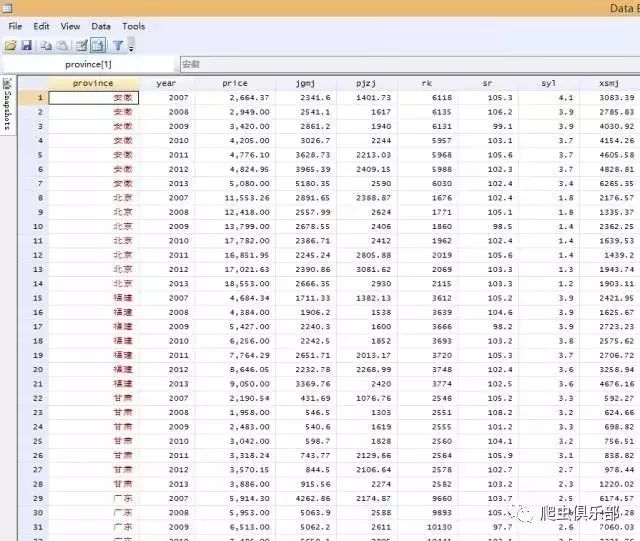 Data E
File Edit View Data Tools
province[1] 安徽
Snapshots
province year price jgmj pjzj rk sr syl xsmj
1 安徽 2007 2,664.37 2341.6 1401.73 6118 105.3 4.1 3083.39
2 安徽 2008 2,949.00 2541.1 1617 6135 106.2 3.9 2785.83
3 安徽 2009 3,420.00 2861.2 1940 6131 99.1 3.9 4030.92
4 安徽 2010 4,205.00 3026.7 2244 5957 103.1 3.7 4154.26
5 安徽 2011 4,776.10 3628.73 2213.03 5968 105.6 3.7 4605.58
6 安徽 2012 4,824.95 3965.39 2409.15 5988 102.3 3.7 4828.81
7 安徽 2013 5,080.00 5180.35 2590 6030 102.4 3.4 6265.35
8 北京 2007 11,553.26 2891.65 2388.87 1676 102.4 1.8 2176.57
9 北京 2008 12,418.00 2557.99 2624 1771 105.1 1.8 1335.37
10 北京 2009 13,799.00 2678.55 2406 1860 98.5 1.4 2362.25
11 北京 2010 17,782.00 2386.71 2412 1962 102.4 1.4 1639.53
12 北京 2011 16,851.95 2245.24 2805.88 2019 105.6 1.4 1439.2
13 北京 2012 17,021.63 2390.86 3081.62 2069 103.3 1.3 1943.74
14 北京 2013 18,553.00 2666.35 2930 2115 103.3 1.2 1903.11
15 福建 2007 4,684.34 1711.33 1382.13 3612 105.2 3.9 2421.95
16 福建 2008 4,384.00 1906.2 1538 3639 104.6 3.9 1625.67
17 福建 2009 5,427.00 2240.3 1600 3666 98.2 3.9 2723.23
18 福建 2010 6,256.00 2242.5 1852 3693 103.2 3.8 2575.62
19 福建 2011 7,764.29 2651.71 2013.17 3720 105.3 3.7 2706.72
20 福建 2012 8,646.05 2232.78 2268.99 3748 102.4 3.6 3258.94
21 福建 2013 9,050.00 3369.76 2420 3774 102.5 3.6 4676.16
22 甘肃 2007 2,190.54 431.69 1076.76 2548 105.2 3.3 592.27
23 甘肃 2008 1,958.00 546.5 1303 2551 108.2 3.2 624.66
24 甘肃 2009 2,483.00 540.6 1619 2555 101.2 3.3 698.82
25 甘肃 2010 3,042.00 598.7 1828 2560 104.1 3.2 756.51
26 甘肃 2011 3,318.24 743.77 2129.66 2564 105.9 3.1 838.82
27 甘肃 2012 3,570.15 844.5 2106.64 2578 102.7 2.7 978.44
28 甘肃 2013 3,886.00 915.56 2274 2582 103.2 2.3 1220.02
29 广东 2007 5,914.30 4262.86 2174.87 9660 103.7 2.5 6174.57
30 广东 2008 5,953.00 5063.9 2588 9893
31 广东 2009 6,513.00 5062.2 2611 10130 97.7 2.6 7060.03
爬虫俱乐部